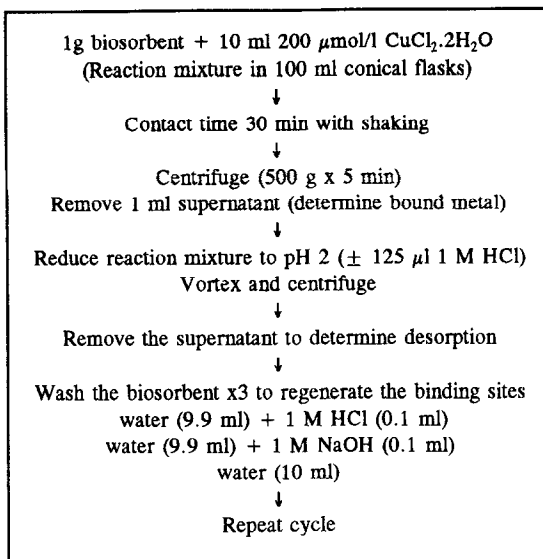 1g biosorbent + 10 ml 200 µmol/l CuCl₂.2H₂O
(Reaction mixture in 100 ml conical flasks)
↓
Contact time 30 min with shaking
↓
Centrifuge (500 g x 5 min)
Remove 1 ml supernatant (determine bound metal)
↓
Reduce reaction mixture to pH 2 (± 125 µl 1 M HCl)
Vortex and centrifuge
↓
Remove the supernatant to determine desorption
↓
Wash the biosorbent x3 to regenerate the binding sites
water (9.9 ml) + 1 M HCl (0.1 ml)
water (9.9 ml) + 1 M NaOH (0.1 ml)
water (10 ml)
↓
Repeat cycle